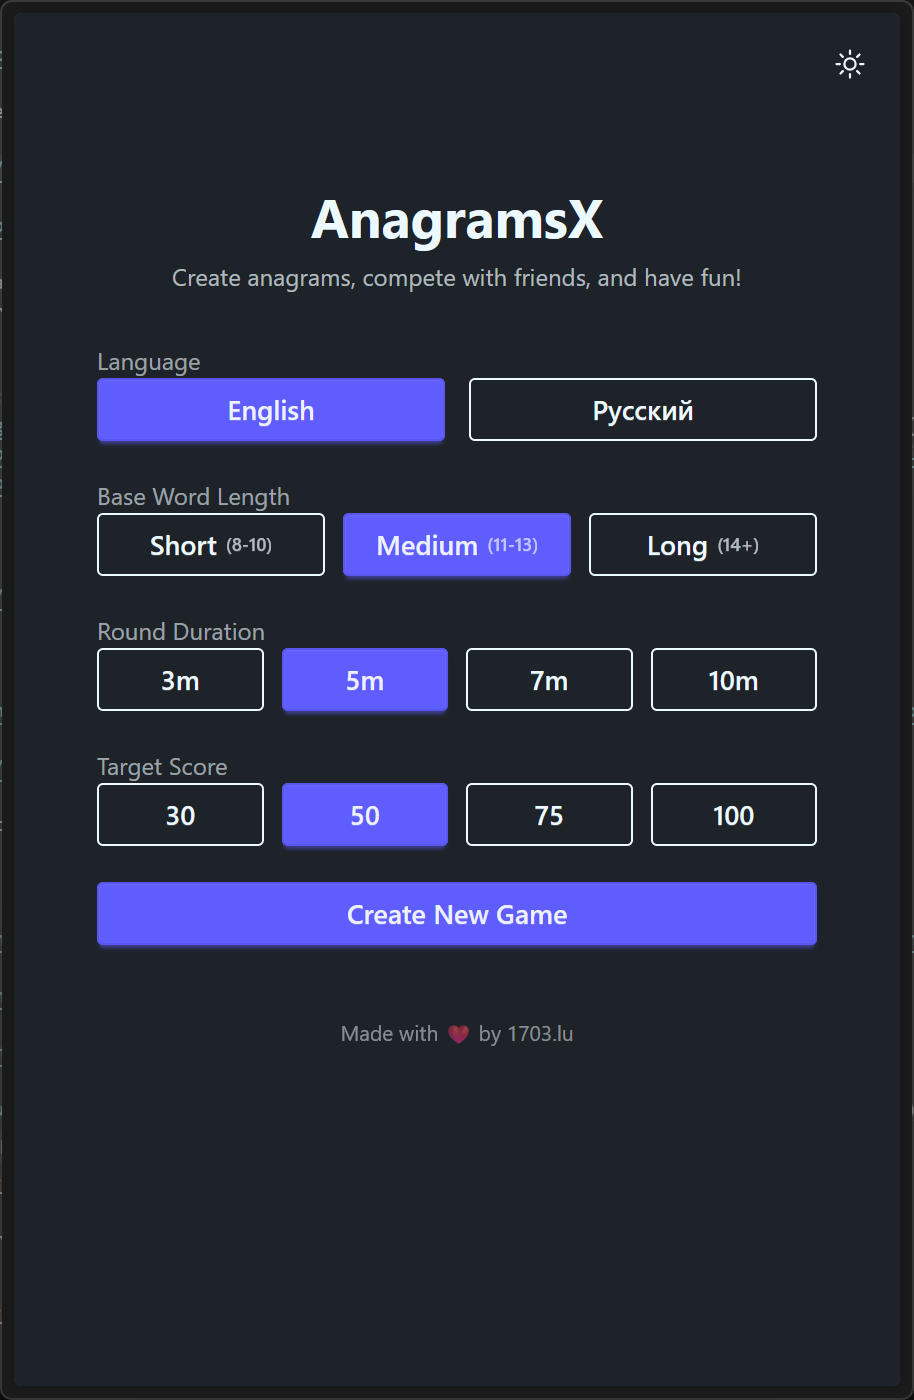 AnagramsX
Create anagrams, compete with friends, and have fun!
Language
English Русский
Base Word Length
Short (8-10) Medium (11-13) Long (14+)
Round Duration
3m 5m 7m 10m
Target Score
30 50 75 100
Create New Game
Made with ❤ by 1703.lu